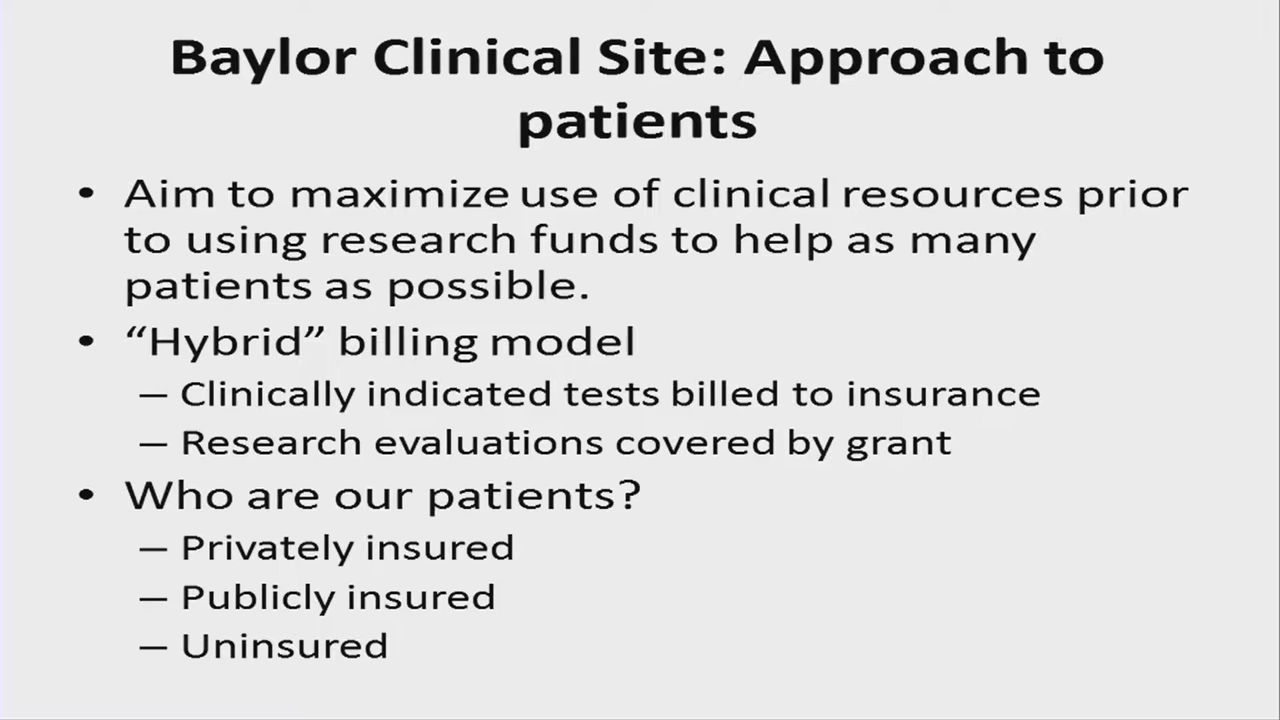 Baylor Clinical Site: Approach to
patients
• Aim to maximize use of clinical resources prior
to using research funds to help as many
patients as possible.
• “Hybrid” billing model
– Clinically indicated tests billed to insurance
– Research evaluations covered by grant
• Who are our patients?
– Privately insured
– Publicly insured
– Uninsured